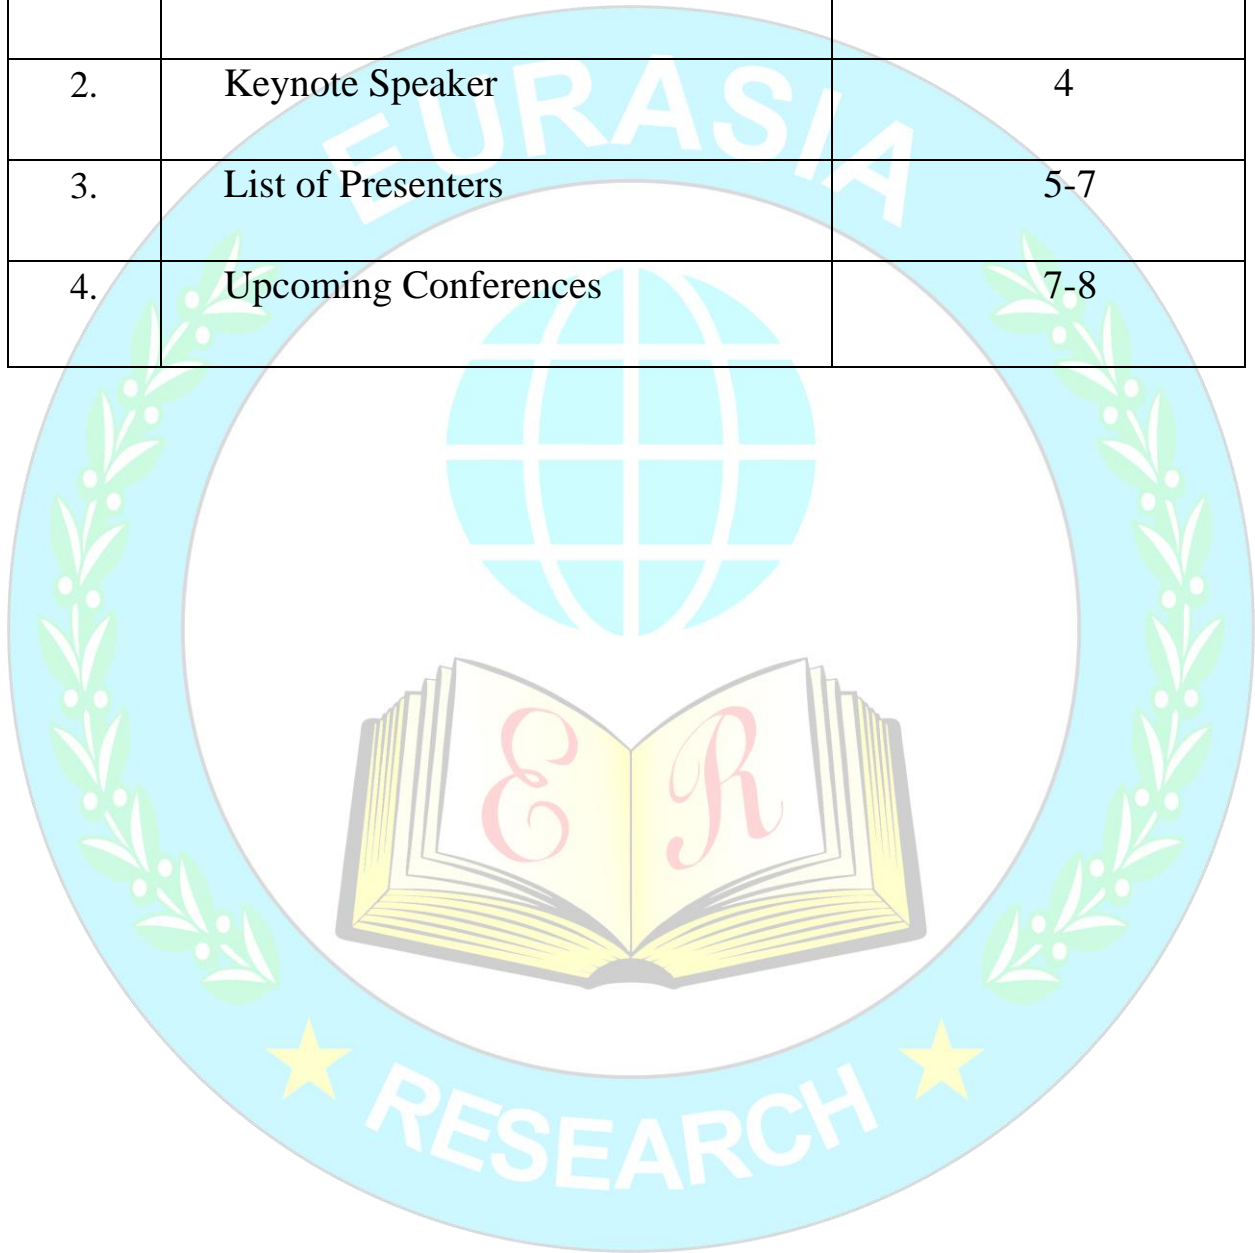 2. Keynote Speaker 4
3. List of Presenters 5-7
4. Upcoming Conferences 7-8
EURASIA
E R
RESEARCH